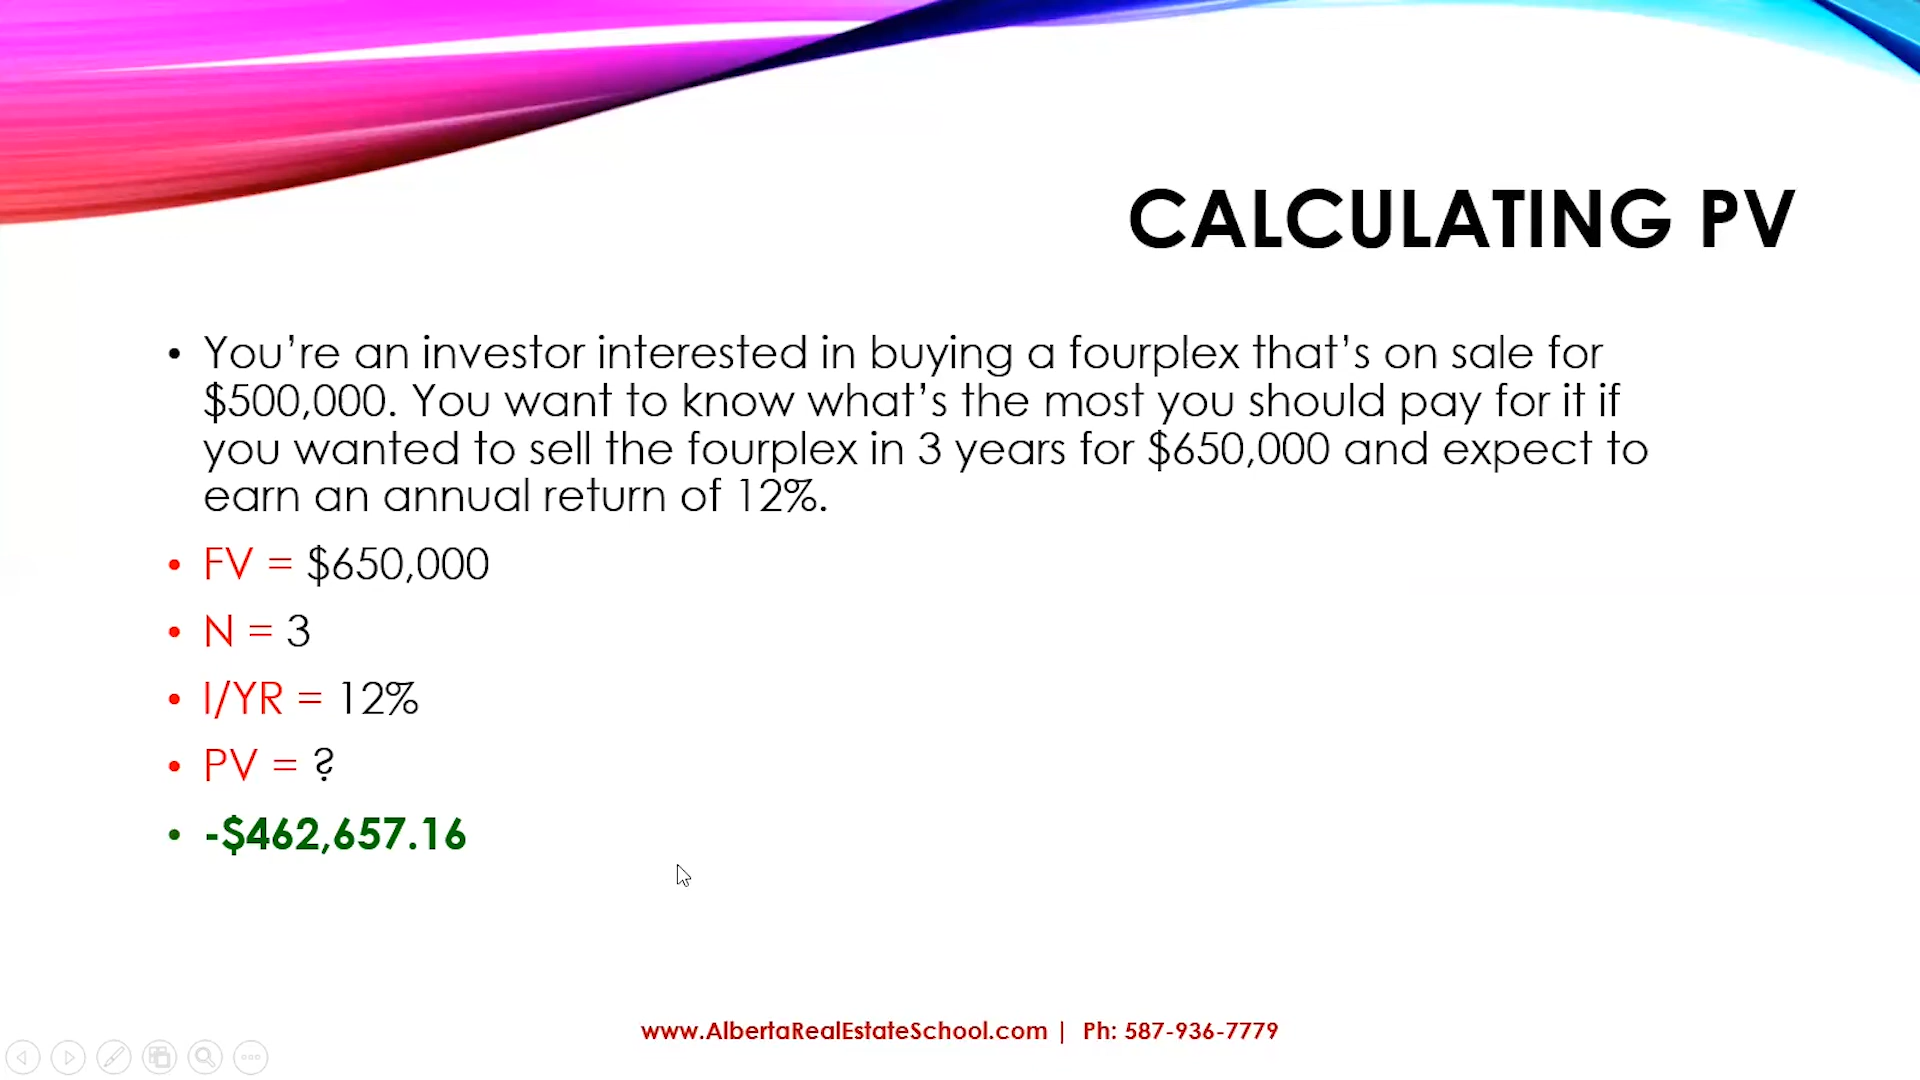 CALCULATING PV
• You’re an investor interested in buying a fourplex that’s on sale for
$500,000. You want to know what’s the most you should pay for it if
you wanted to sell the fourplex in 3 years for $650,000 and expect to
earn an annual return of 12%.
• FV = $650,000
• N = 3
• I/YR = 12%
• PV = ?
• -$462,657.16
www.AlbertaRealEstateSchool.com | Ph: 587-936-7779